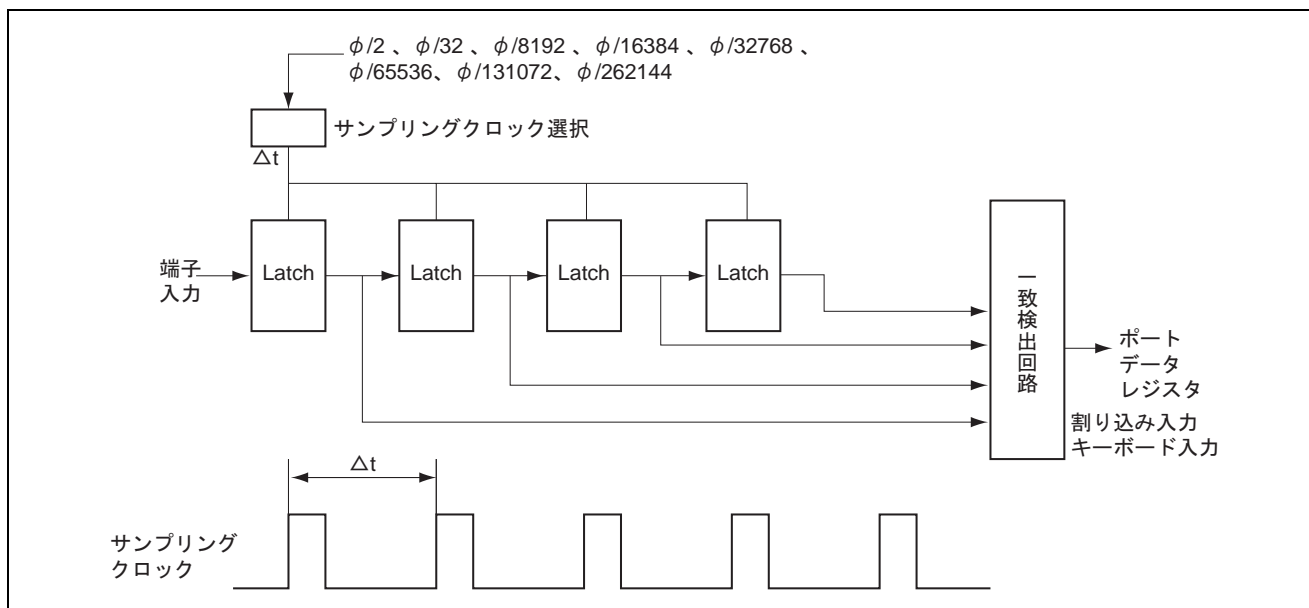 φ/2 、φ/32 、φ/8192 、φ/16384 、φ/32768 、
φ/65536、φ/131072、φ/262144
サンプリングクロック選択
△t
端子
入力
Latch
Latch
Latch
Latch
一致検出回路
ポート
データ
レジスタ
割り込み入力
キーボード入力
△t
サンプリング
クロック